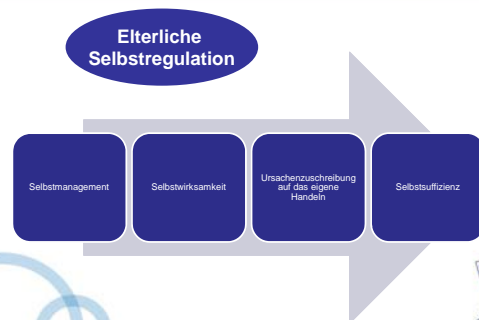 Elterliche
Selbstregulation
Selbstmanagement
Selbstwirksamkeit
Ursachenzuschreibung
auf das eigene
Handeln
Selbstsuffizienz